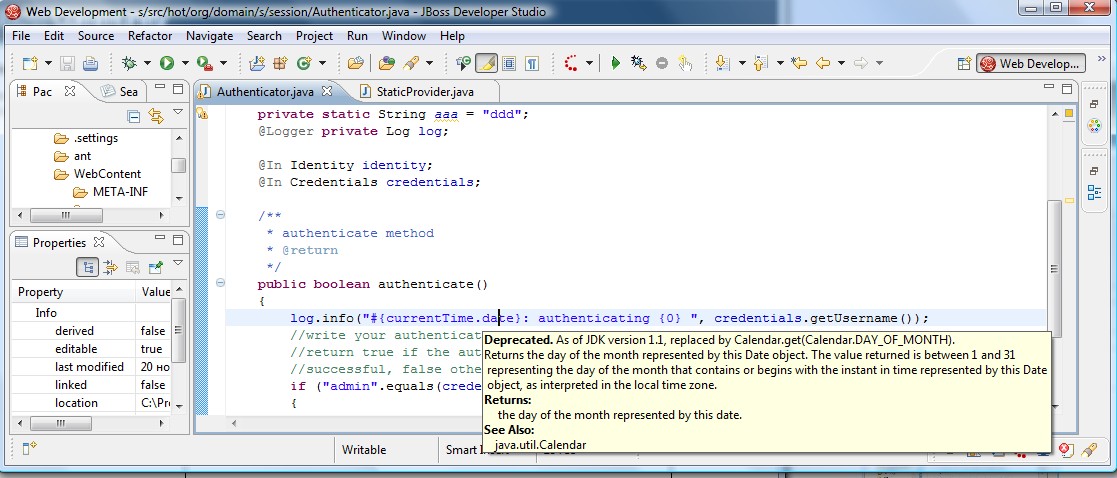 Web Development - s/src/hot/org/domain/s/session/Authenticator.java - JBoss Developer Studio
File Edit Source Refactor Navigate Search Project Run Window Help
Web Develop...
Pac Sea
Authenticator.java StaticProvider.java
.settings
ant
WebContent
META-INF
private static String aaa = "ddd";
@Logger private Log log;
@In Identity identity;
@In Credentials credentials;
/**
* authenticate method
* @return
*/
public boolean authenticate()
{
log.info("#{currentTime.date}: authenticating {0} ", credentials.getUsername());
//write your authenticat
//return true if the aut
//successful, false othe
if ("admin".equals(crede
{
Deprecated. As of JDK version 1.1, replaced by Calendar.get(Calendar.DAY_OF_MONTH).
Returns the day of the month represented by this Date object. The value returned is between 1 and 31
representing the day of the month that contains or begins with the instant in time represented by this Date
object, as interpreted in the local time zone.
Returns:
the day of the month represented by this date.
See Also:
java.util.Calendar
Properties
Property Value
Info
derived false
editable true
last modified 20 но
linked false
location C:\Pr
Writable Smart